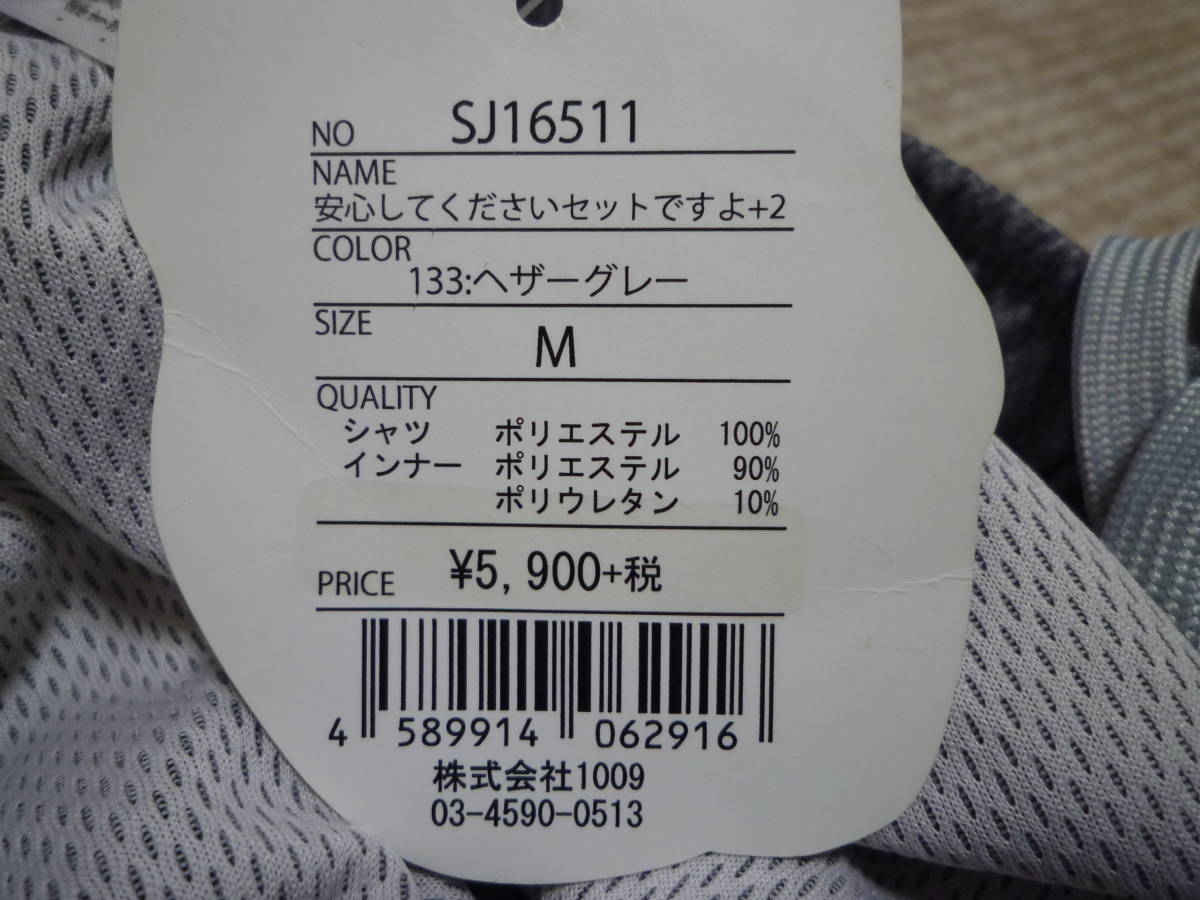 NO SJ16511
NAME
安心してくださいセットですよ+2
COLOR
133:ヘザーグレー
SIZE
M
QUALITY
シャツ ポリエステル 100%
インナー ポリエステル 90%
ポリウレタン 10%
PRICE ¥5,900+税
4 589914 062916
株式会社1009
03-4590-0513